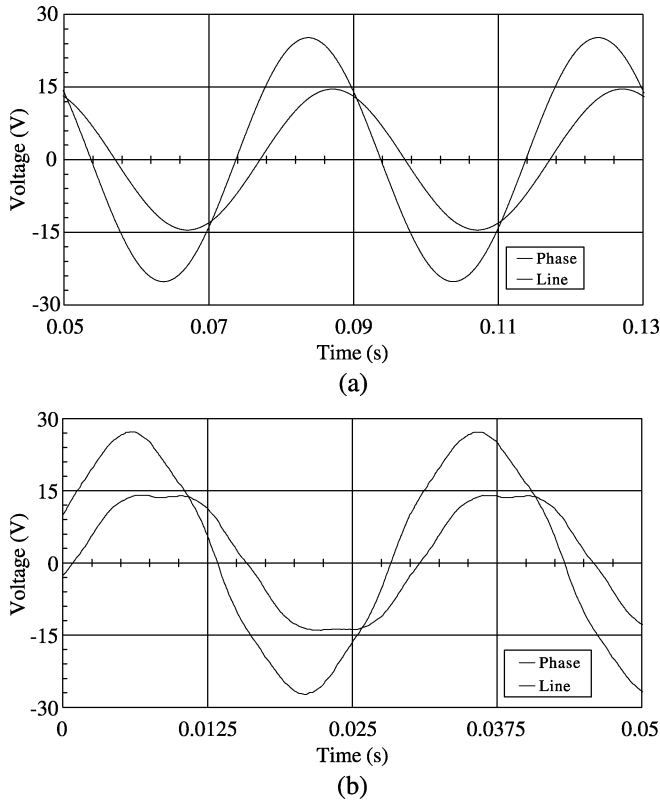 30
15
0
-15
-30
Voltage (V)
Phase
Line
0.05 0.07 0.09 0.11 0.13
Time (s)
(a)
30
15
0
-15
-30
Voltage (V)
Phase
Line
0 0.0125 0.025 0.0375 0.05
Time (s)
(b)